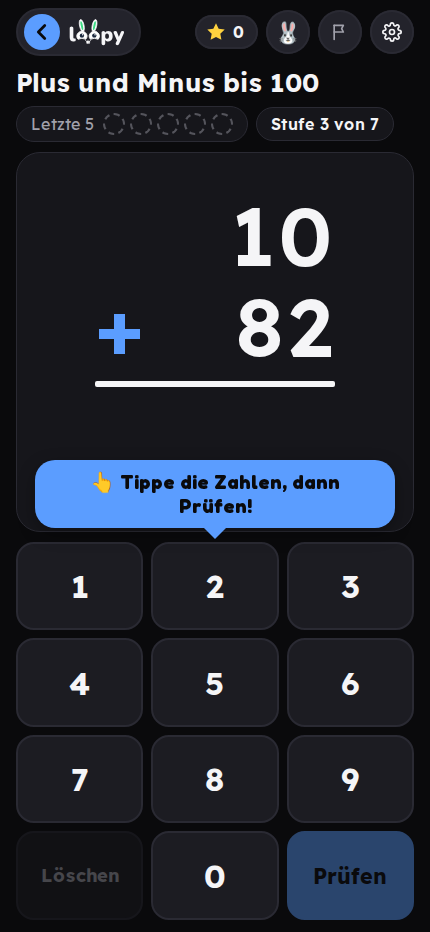 loopy
0
Plus und Minus bis 100
Letzte 5
Stufe 3 von 7
10
+ 82
👆 Tippe die Zahlen, dann
Prüfen!
1 2 3
4 5 6
7 8 9
Löschen 0 Prüfen